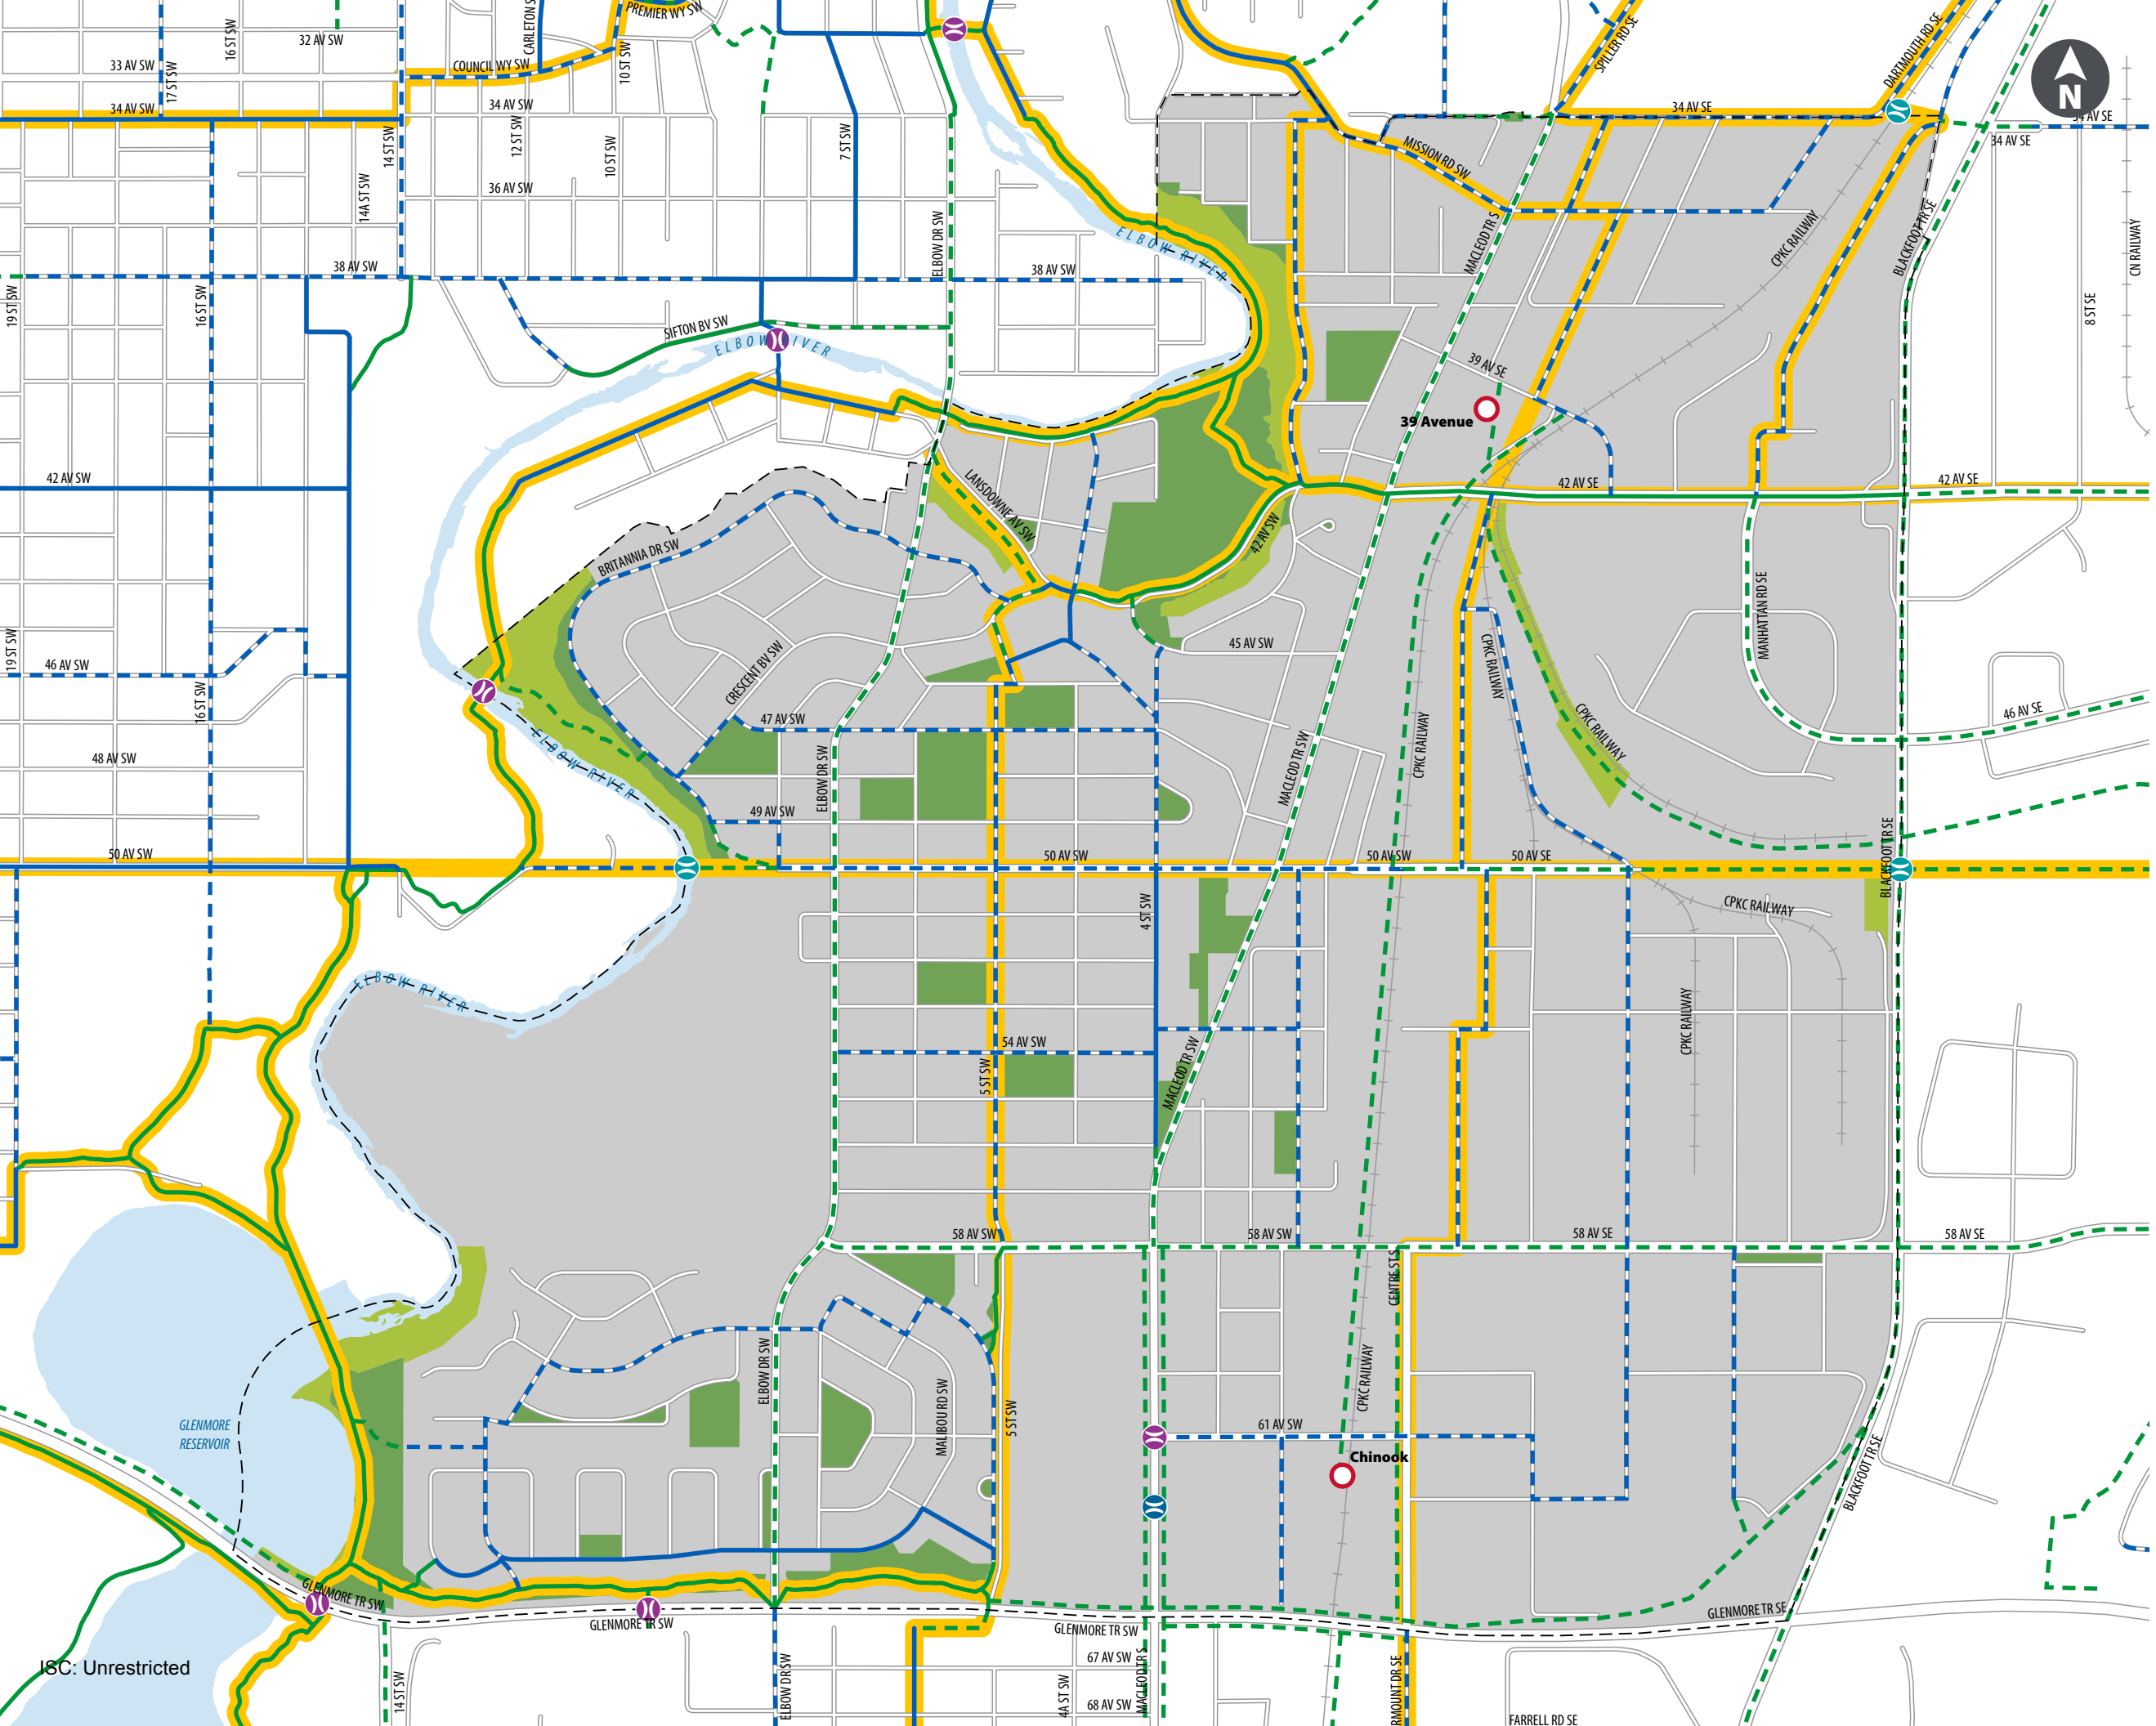 PREMIER WY SW
CARLETON S
16 ST SW
32 AV SW
33 AV SW
17 ST SW
COUNCIL WY SW
10 ST SW
SPILLER RD SE
DARTMOUTH RD SE
N
34 AV SW
34 AV SW
34 AV SE
34 AV SE
34 AV SE
14 ST SW
12 ST SW
10 ST SW
7 ST SW
MISSION RD SW
14A ST SW
36 AV SW
ELBOW DR SW
ELBOW RIVER
MACLEOD TR S
CPKC RAILWAY
BLACKFOOT TR SE
CN RAILWAY
38 AV SW
38 AV SW
19 ST SW
16 ST SW
8 ST SE
SIFTON BV SW
ELBOW RIVER
39 AV SE
39 Avenue
42 AV SW
LANSDOWNE AV SW
42 AV SE
42 AV SE
42 AV SW
BRITANNIA DR SW
MANHATTAN RD SE
19 ST SW
46 AV SW
16 ST SW
CRESCENT BV SW
45 AV SW
CPKC RAILWAY
CPKC RAILWAY
CPKC RAILWAY
46 AV SE
47 AV SW
ELBOW RIVER
48 AV SW
ELBOW DR SW
MACLEOD TR SW
49 AV SW
50 AV SW
50 AV SW
50 AV SW
50 AV SE
BLACKFOOT TR SE
4 ST SW
CPKC RAILWAY
ELBOW RIVER
CPKC RAILWAY
54 AV SW
5 ST SW
MACLEOD TR SW
58 AV SW
58 AV SW
58 AV SE
58 AV SE
CENTRE ST S
ELBOW DR SW
MALIBOU RD SW
5 ST SW
CPKC RAILWAY
GLENMORE
RESERVOIR
61 AV SW
Chinook
BLACKFOOT TR SE
GLENMORE TR SW
GLENMORE TR SW
GLENMORE TR SW
GLENMORE TR SE
ISC: Unrestricted
14 ST SW
ELBOW DR SW
67 AV SW
4A ST SW
68 AV SW
MACLEOD TR S
RMOUNT DR SE
FARRELL RD SE